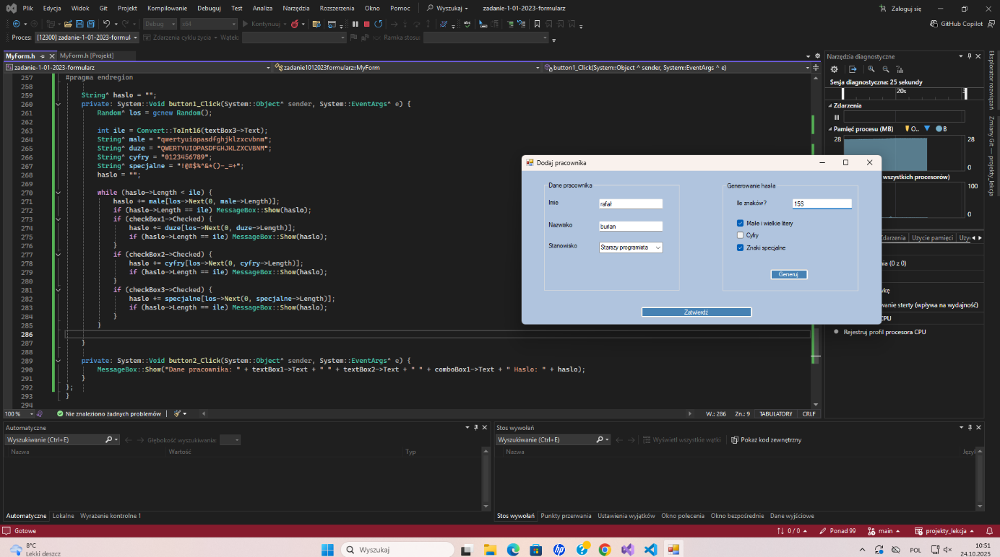 Plik Edycja Widok Git Projekt Kompilowanie Debuguj Test Analiza Narzędzia Rozszerzenia Okno Pomoc Wyszukaj zadanie-1-01-2023-formularz Zaloguj się
Debug x64 Kontynuuj GitHub Copilot
Proces: [12300] zadanie-1-01-2023-formul Zdarzenia cyklu życia Wątek: Ramka stosu:
MyForm.h MyForm.h [Projekt]
zadanie-1-01-2023-formularz zadanie1012023formularz::MyForm button1_Click(System::Object ^ sender, System::EventArgs ^ e)
257 #pragma endregion
258
259 String^ haslo = "";
260 private: System::Void button1_Click(System::Object^ sender, System::EventArgs^ e) {
261 Random^ los = gcnew Random();
262
263 int ile = Convert::ToInt16(textBox3->Text);
264 String^ male = "qwertyuiopasdfghjklzxcvbnm";
265 String^ duze = "QWERTYUIOPASDFGHJKLZXCVBNM";
266 String^ cyfry = "0123456789";
267 String^ specjalne = "!@#$%^&*()-_=+";
268 haslo = "";
269
270 while (haslo->Length < ile) {
271 haslo += male[los->Next(0, male->Length)];
272 if (haslo->Length == ile) MessageBox::Show(haslo);
273 if (checkBox1->Checked) {
274 haslo += duze[los->Next(0, duze->Length)];
275 if (haslo->Length == ile) MessageBox::Show(haslo);
276 }
277 if (checkBox2->Checked) {
278 haslo += cyfry[los->Next(0, cyfry->Length)];
279 if (haslo->Length == ile) MessageBox::Show(haslo);
280 }
281 if (checkBox3->Checked) {
282 haslo += specjalne[los->Next(0, specjalne->Length)];
283 if (haslo->Length == ile) MessageBox::Show(haslo);
284 }
285 }
286
287 }
288
289 private: System::Void button2_Click(System::Object^ sender, System::EventArgs^ e) {
290 MessageBox::Show("Dane pracownika: " + textBox1->Text + " " + textBox2->Text + " " + comboBox1->Text + " Haslo: " + haslo);
291 }
292 };
293 }
294
Dodaj pracownika
Dane pracownika
Imie rafał
Nazwisko burian
Stanowisko Starszy programista
Generowanie hasła
Ile znaków? 15S
Małe i wielkie litery
Cyfry
Znaki specjalne
Generuj
Zatwierdź
Narzędzia diagnostyczne
Sesja diagnostyczna: 25 sekundy
20s
Zdarzenia
Pamięć procesu (MB) O.. B
28 28
0
wszystkich procesorów)
100
0
Zdarzenia Użycie pamięci
nia (0 z 0)
wanie sterty (wpływa na wydajność)
CPU
Rejestruj profil procesora CPU
Eksplorator rozwiązań
Zmiany Git — projekty_lekcja
100 % Nie znaleziono żadnych problemów W.: 286 Zn.: 9 TABULATORY CRLF
Automatyczne
Wyszukiwanie (Ctrl+E) Głębokość wyszukiwania:
Nazwa Wartość Typ
Automatyczne Lokalne Wyrażenie kontrolne 1
Stos wywołań
Wyszukiwanie (Ctrl+E) Wyświetl wszystkie wątki Pokaż kod zewnętrzny
Nazwa Język
Stos wywołań Punkty przerwania Ustawienia wyjątków Okno polecenia Okno bezpośrednie Dane wyjściowe
Gotowe 0 / 0 Ponad 99 main projekty_lekcja
8°C
Lekki deszcz
Wyszukaj
POL
10:51
24.10.2025